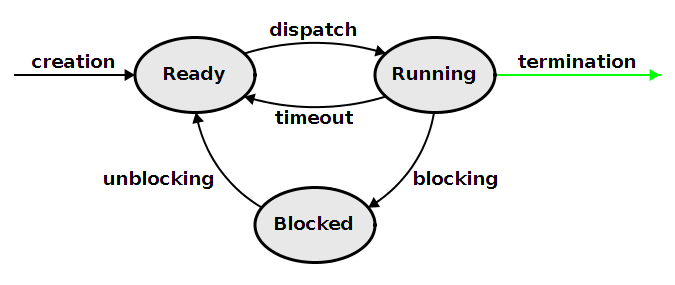 dispatch
creation
Ready
Running
termination
timeout
unblocking
blocking
Blocked